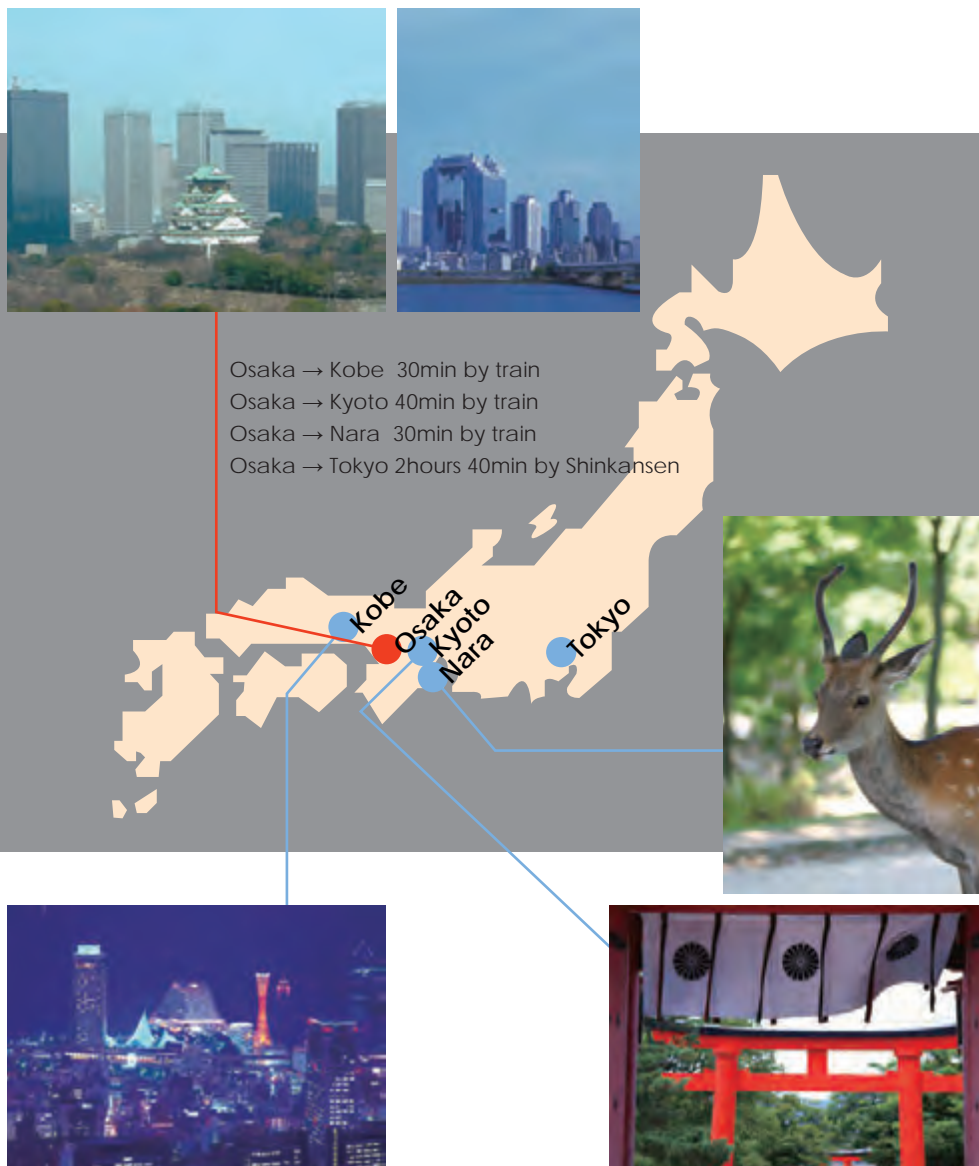 Osaka → Kobe 30min by train
Osaka → Kyoto 40min by train
Osaka → Nara 30min by train
Osaka → Tokyo 2hours 40min by Shinkansen
Kobe
Osaka
Kyoto
Nara
Tokyo